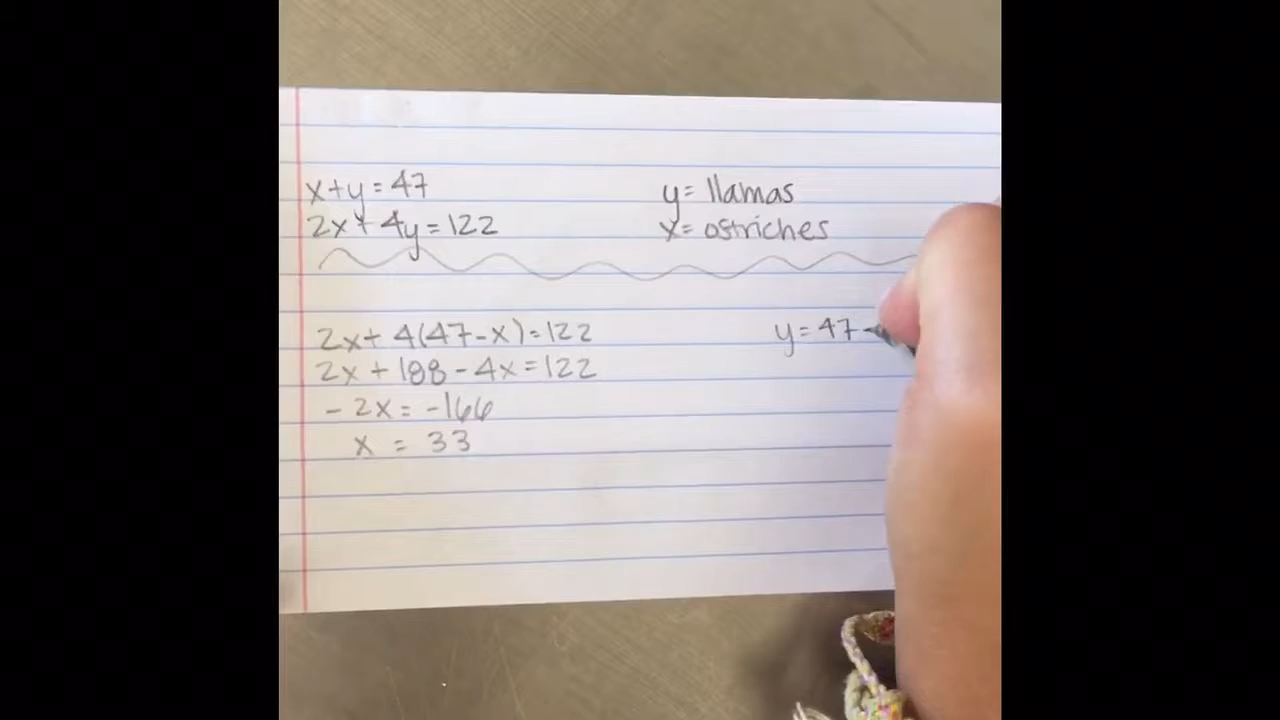 x+y=47
2x+4y=122
y= llamas
x= ostriches
2x+4(47-x)=122
2x+188-4x=122
-2x=-166
x = 33
y=47-